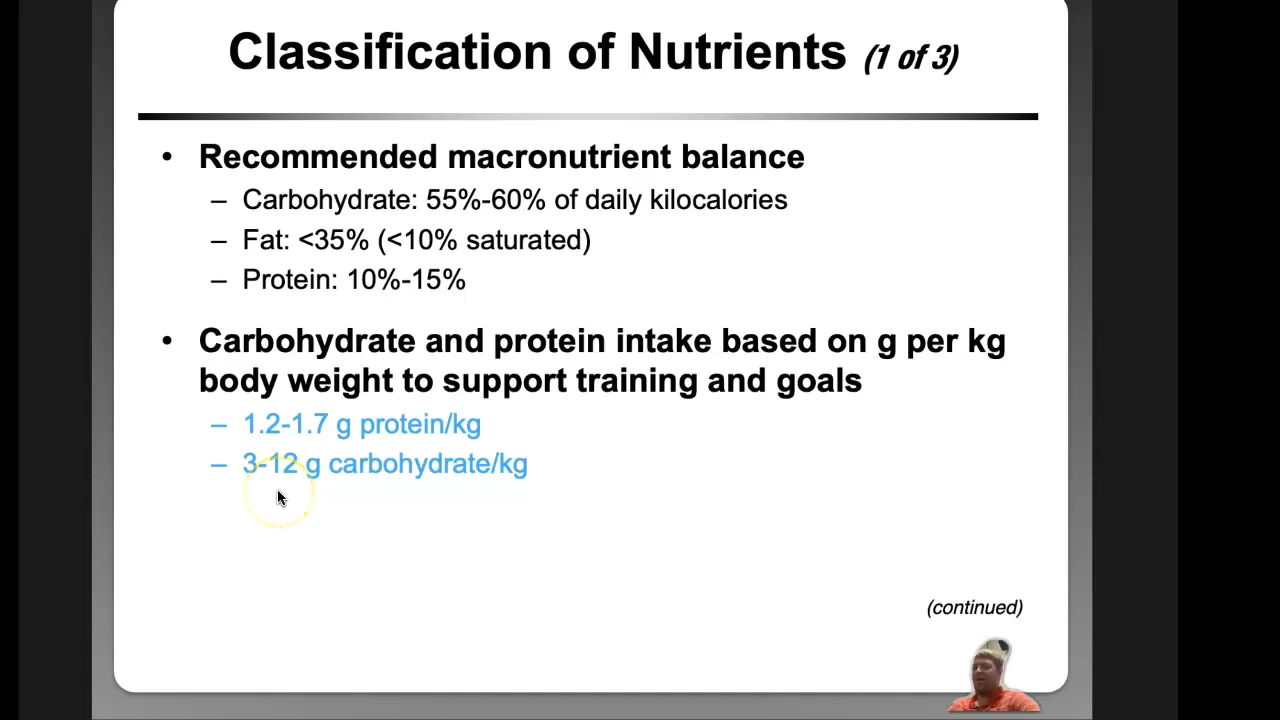 Classification of Nutrients (1 of 3)
• Recommended macronutrient balance
– Carbohydrate: 55%-60% of daily kilocalories
– Fat: <35% (<10% saturated)
– Protein: 10%-15%
• Carbohydrate and protein intake based on g per kg
body weight to support training and goals
– 1.2-1.7 g protein/kg
– 3-12 g carbohydrate/kg
(continued)